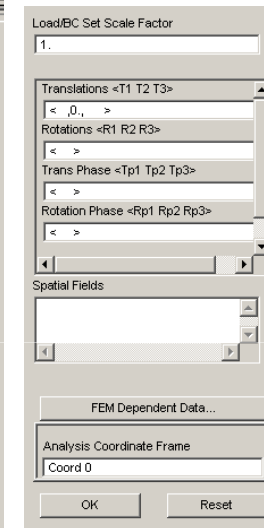 Load/BC Set Scale Factor
1.
Translations <T1 T2 T3>
< ,0., >
Rotations <R1 R2 R3>
< >
Trans Phase <Tp1 Tp2 Tp3>
< >
Rotation Phase <Rp1 Rp2 Rp3>
< >
Spatial Fields
FEM Dependent Data...
Analysis Coordinate Frame
Coord 0
OK Reset